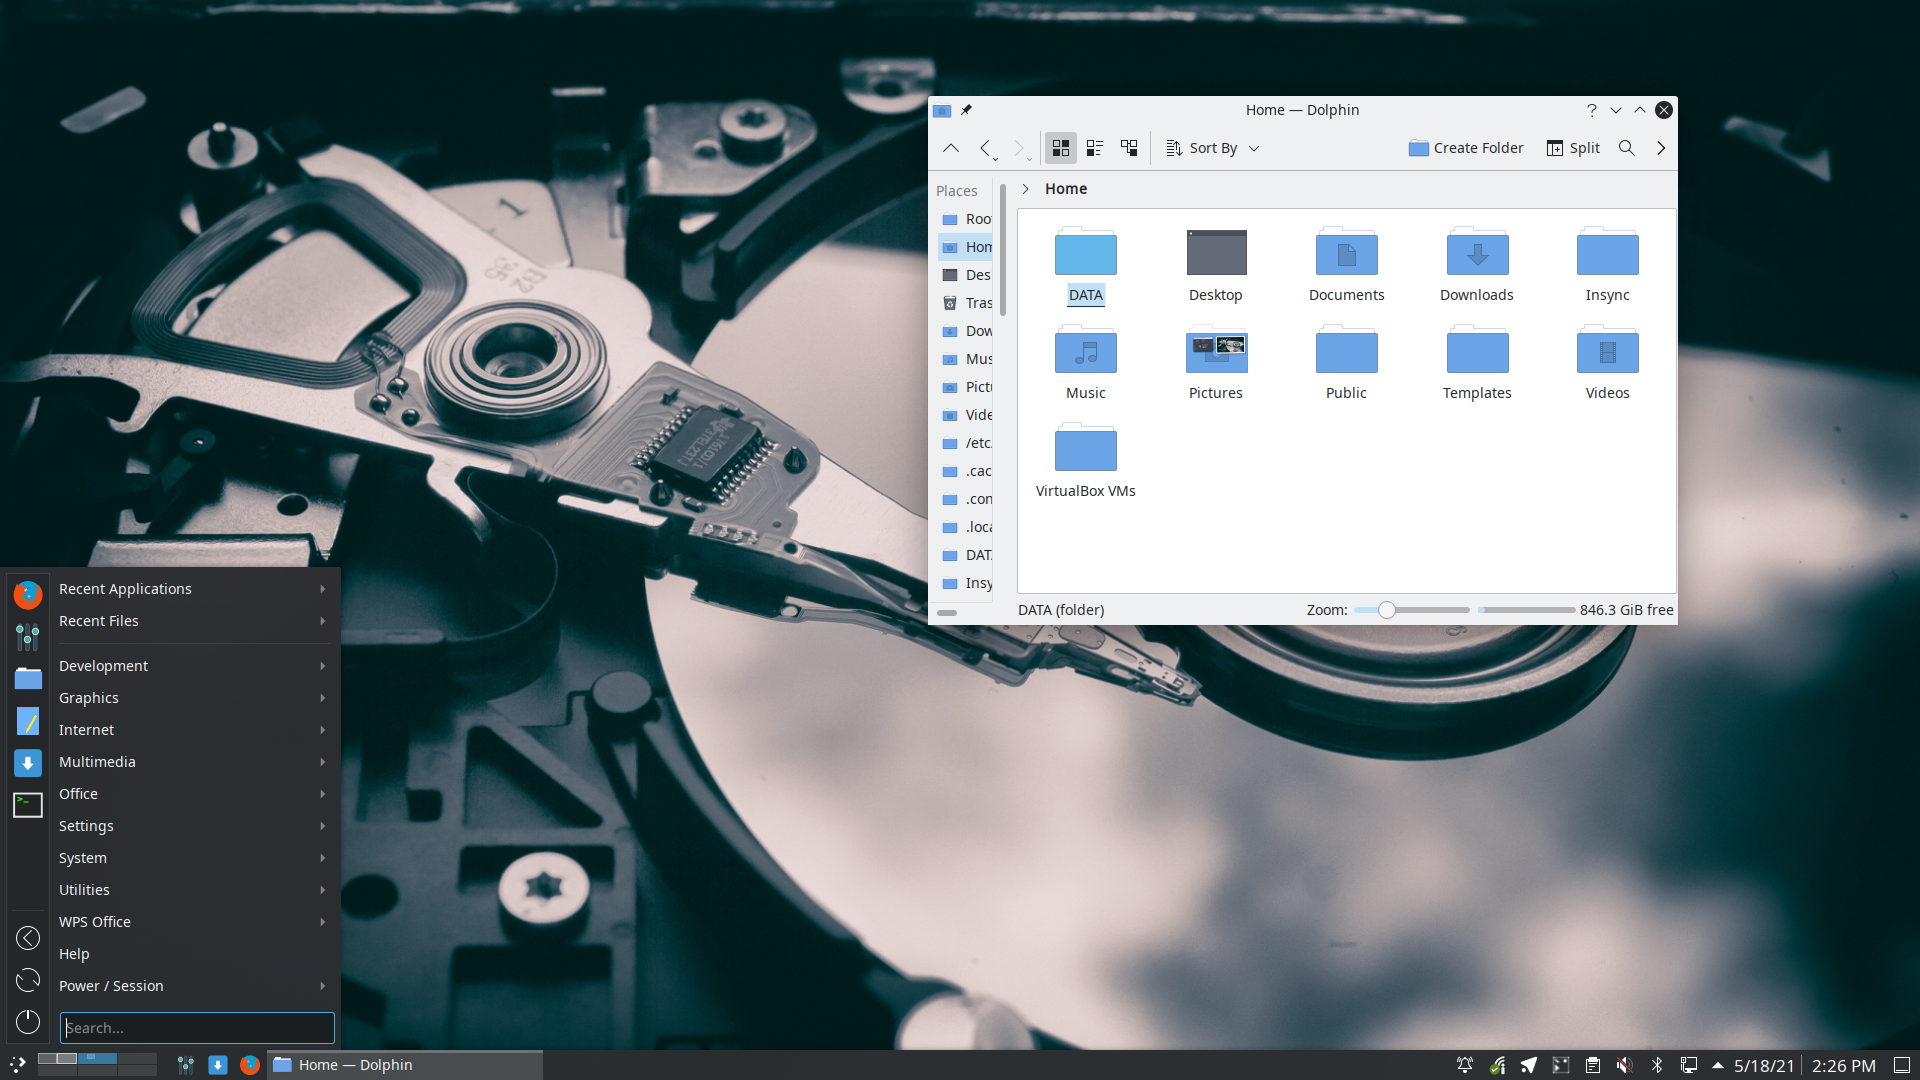 Home — Dolphin
Sort By
Create Folder
Split
Places
Home
Roo
Hom
Des
Tras
Dow
Mus
Pictu
Vide
/etc
.cac
.con
.loca
DAT
Insy
DATA
Desktop
Documents
Downloads
Insync
Music
Pictures
Public
Templates
Videos
VirtualBox VMs
DATA (folder)
Zoom:
846.3 GiB free
Recent Applications
Recent Files
Development
Graphics
Internet
Multimedia
Office
Settings
System
Utilities
WPS Office
Help
Power / Session
Search...
Home — Dolphin
5/18/21
2:26 PM
1